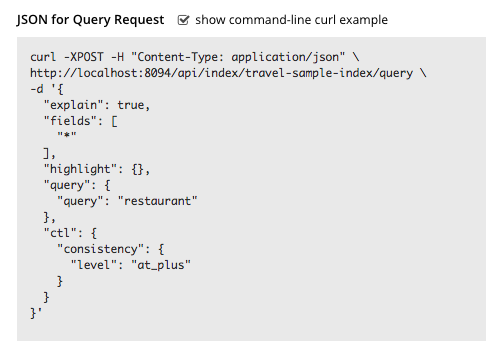 JSON for Query Request show command-line curl example
curl -XPOST -H "Content-Type: application/json" \
http://localhost:8094/api/index/travel-sample-index/query \
-d '{
  "explain": true,
  "fields": [
    "*"
  ],
  "highlight": {},
  "query": {
    "query": "restaurant"
  },
  "ctl": {
    "consistency": {
      "level": "at_plus"
    }
  }
}'